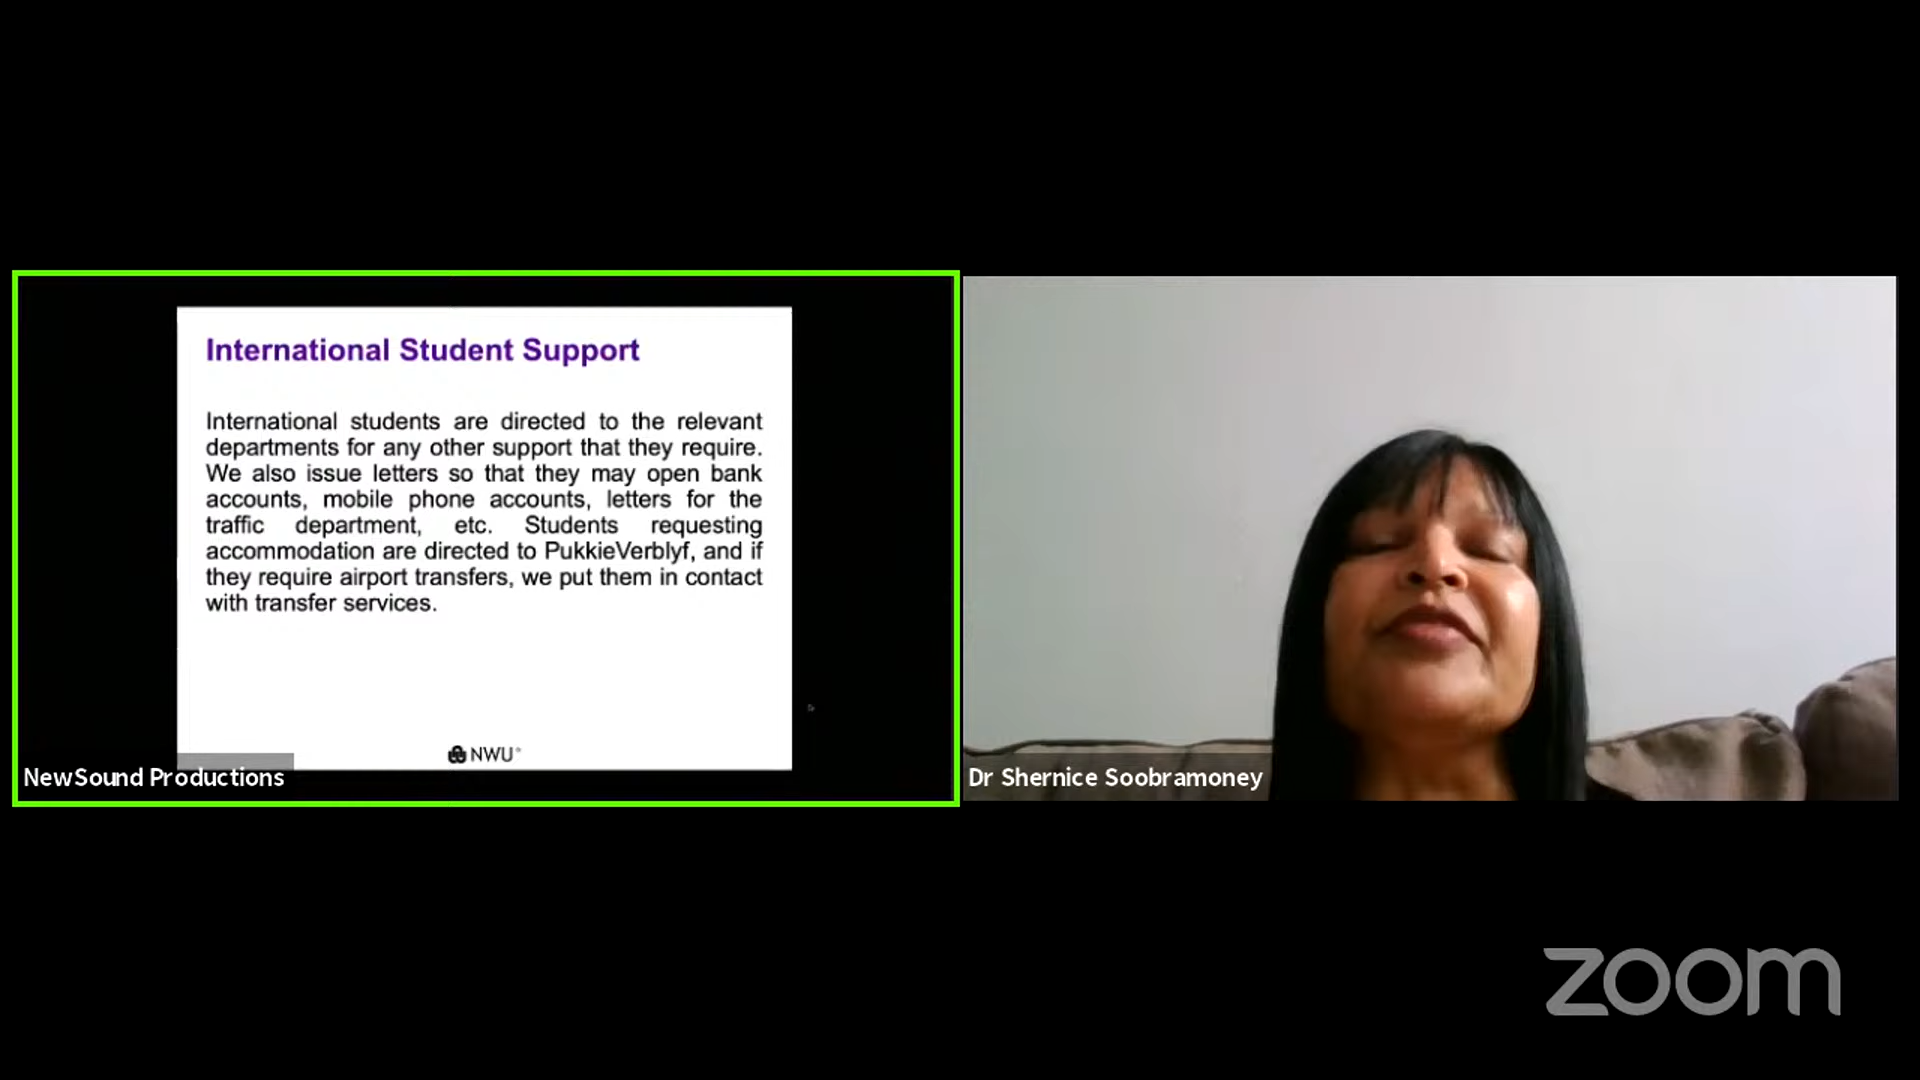 International Student Support
International students are directed to the relevant
departments for any other support that they require.
We also issue letters so that they may open bank
accounts, mobile phone accounts, letters for the
traffic department, etc. Students requesting
accommodation are directed to PukkieVerblyf, and if
they require airport transfers, we put them in contact
with transfer services.
NWU®
NewSound Productions
Dr Shernice Soobramoney
zoom